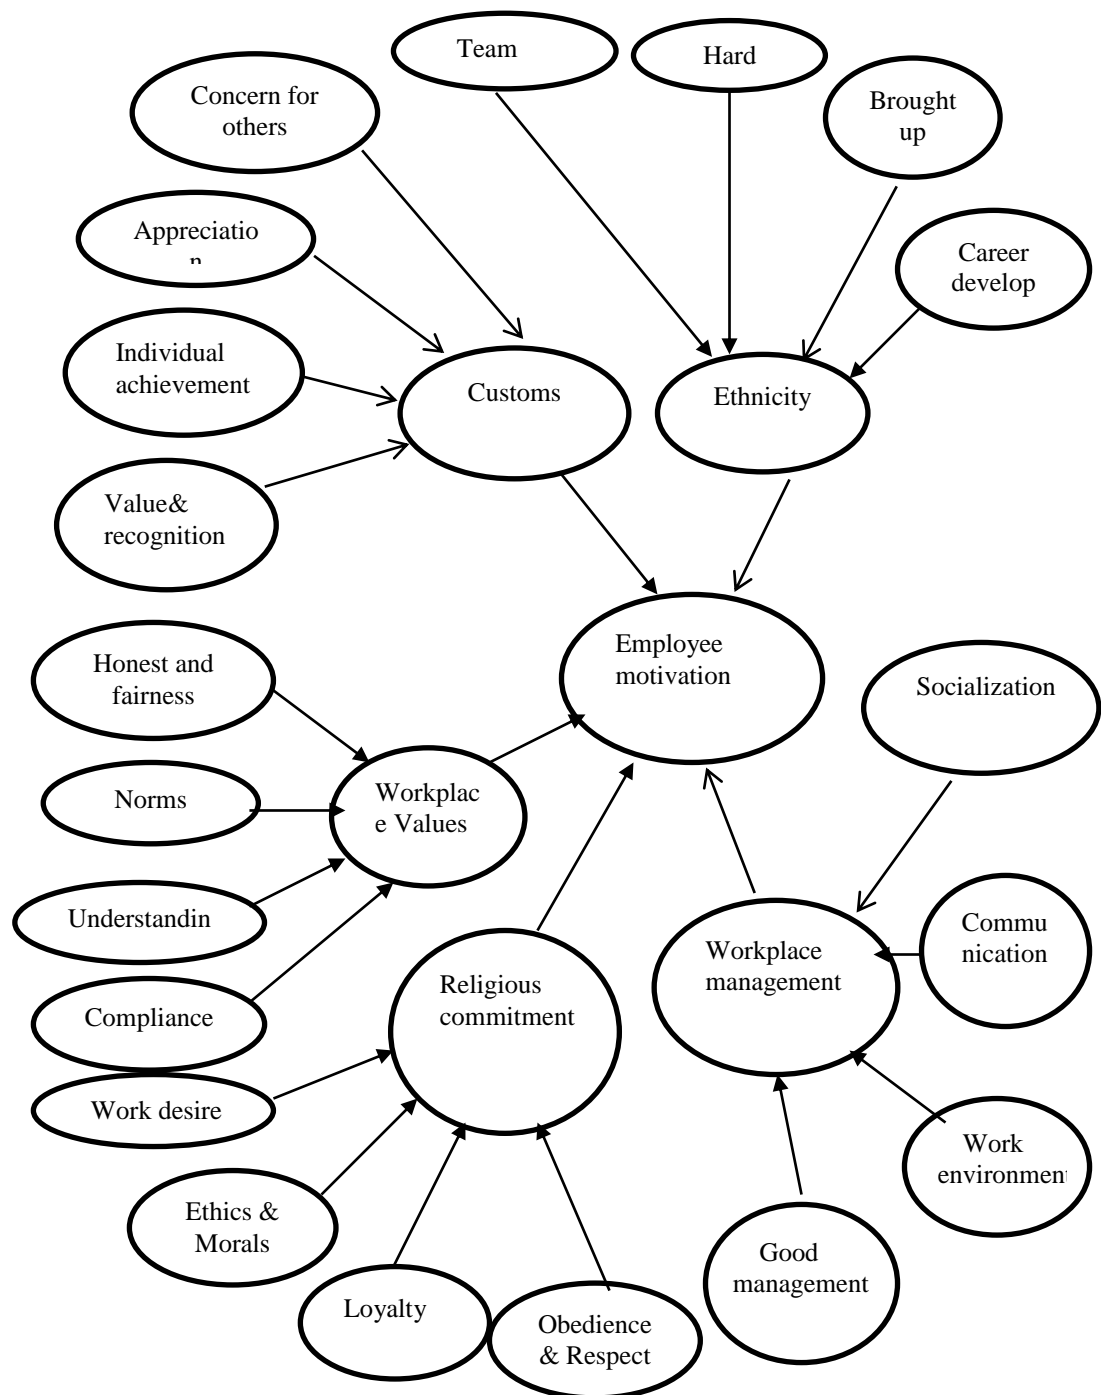 Team
Hard
Concern for
others
Brought
up
Appreciatio
n
Career
develop
Individual
achievement
Customs
Ethnicity
Value&
recognition
Employee
motivation
Honest and
fairness
Socialization
Norms
Workplac
e Values
Understandin
Communi
nication
Workplace
management
Religious
commitment
Compliance
Work desire
Work
environment
Ethics &
Morals
Good
management
Loyalty
Obedience
& Respect